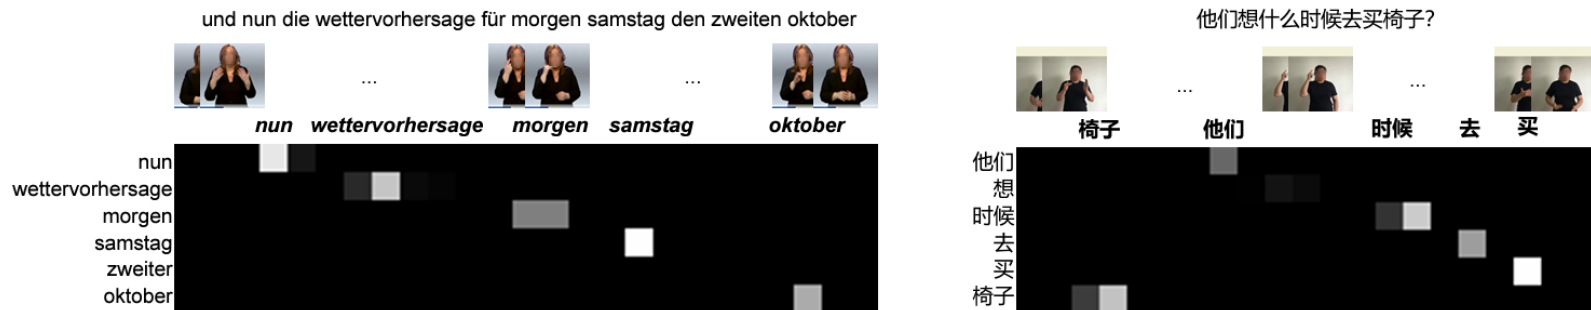 und nun die wettervorhersage für morgen samstag den zweiten oktober
...
...
nun wettervorhersage morgen samstag oktober
nun
wettervorhersage
morgen
samstag
zweiter
oktober
他们想什么时候去买椅子?
...
...
椅子 他们 时候 去 买
他们
想
时候
去
买
椅子